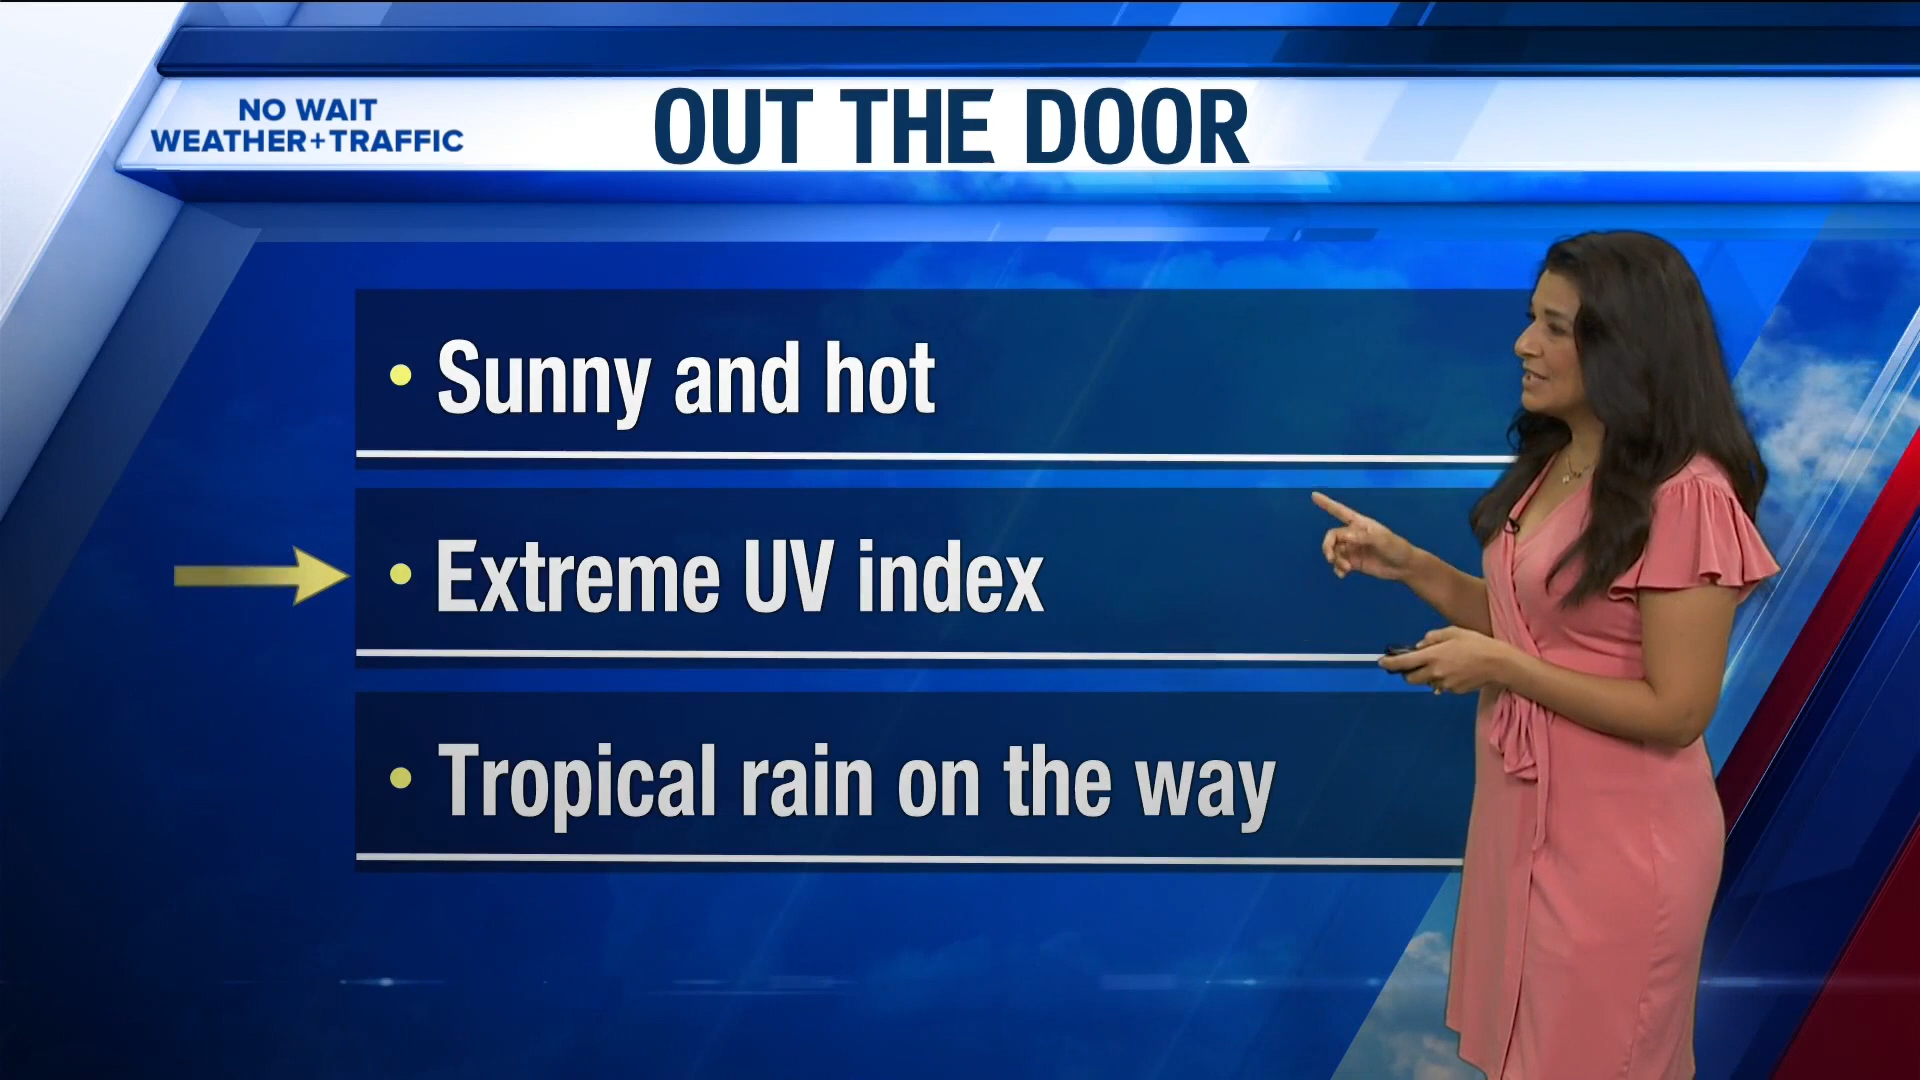 NO WAIT
WEATHER+TRAFFIC
OUT THE DOOR
• Sunny and hot
• Extreme UV index
• Tropical rain on the way